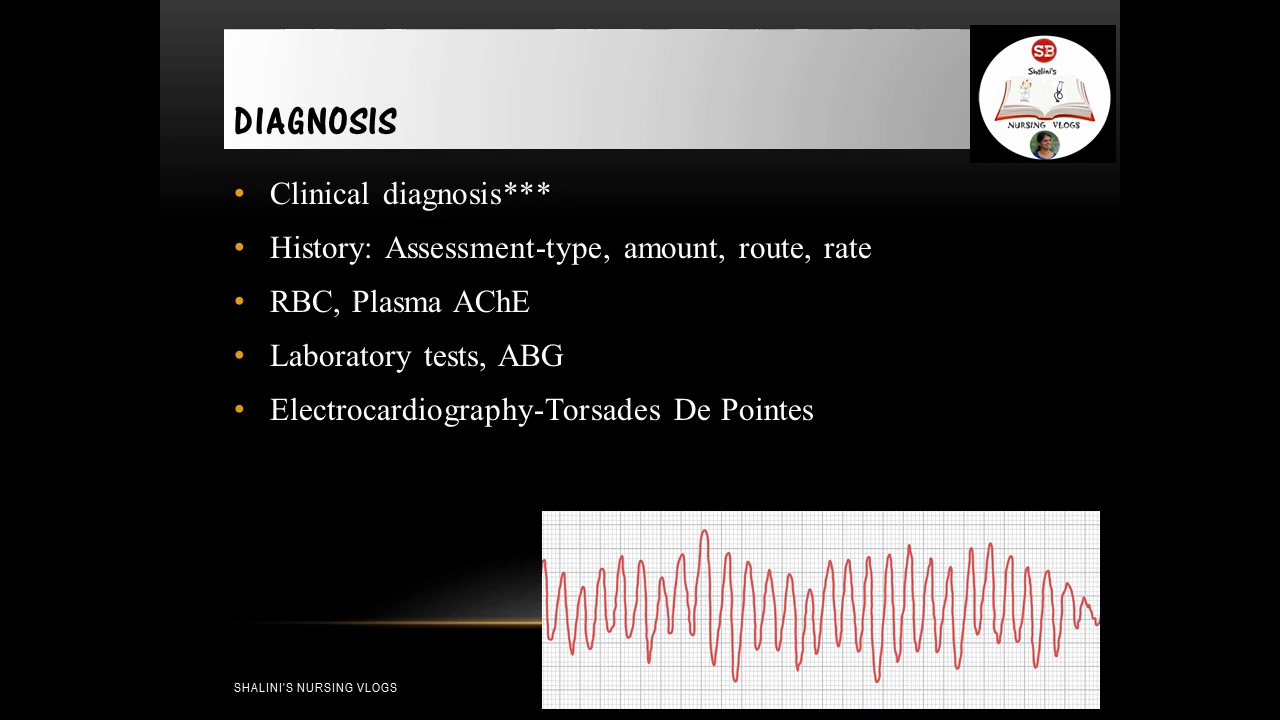 SB
Shalini's
NURSING VLOGS
DIAGNOSIS
• Clinical diagnosis***
• History: Assessment-type, amount, route, rate
• RBC, Plasma AChE
• Laboratory tests, ABG
• Electrocardiography-Torsades De Pointes
SHALINI'S NURSING VLOGS